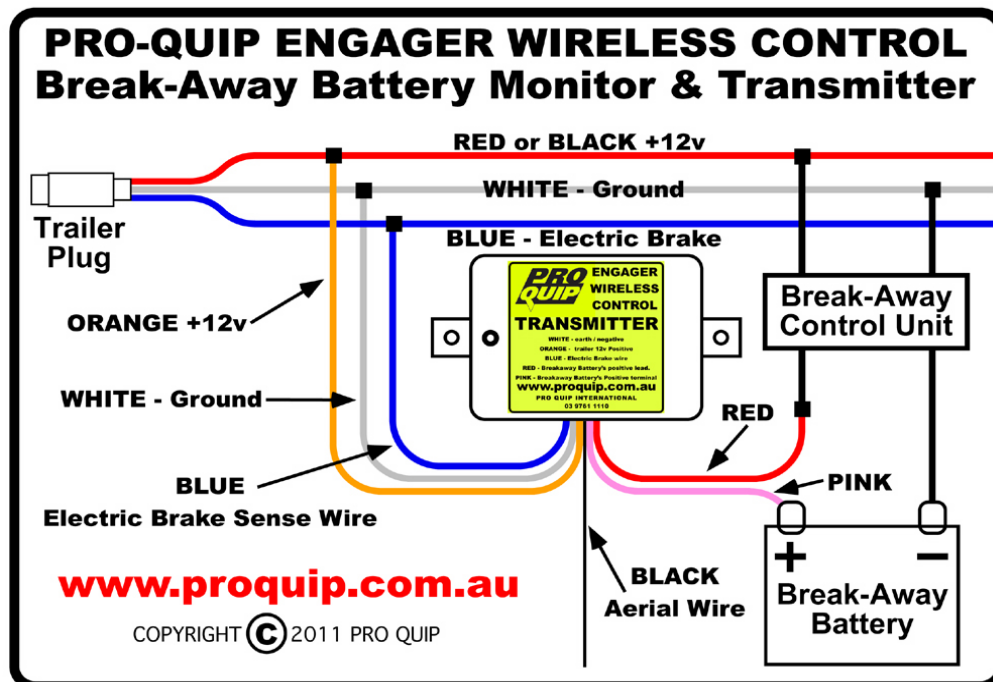 PRO-QUIP ENGAGER WIRELESS CONTROL
Break-Away Battery Monitor & Transmitter
RED or BLACK +12v
WHITE - Ground
Trailer
Plug
BLUE - Electric Brake
PRO
QUIP
ENGAGER
WIRELESS
CONTROL
TRANSMITTER
WHITE - earth / negative
ORANGE - trailer 12v Positive
BLUE - Electric Brake wire
RED - Breakaway Battery's positive lead.
PINK - Breakaway Battery's Positive terminal
www.proquip.com.au
PRO QUIP INTERNATIONAL
03 9761 1110
Break-Away
Control Unit
ORANGE +12v
WHITE - Ground
BLUE
Electric Brake Sense Wire
RED
PINK
BLACK
Aerial Wire
+ −
Break-Away
Battery
www.proquip.com.au
COPYRIGHT © 2011 PRO QUIP